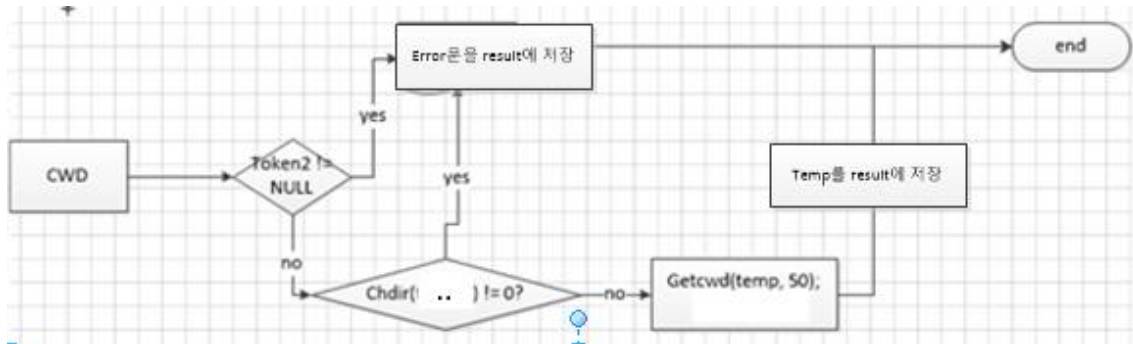 Error문을 result에 저장
end
yes
CWD
Token2 !=
NULL
yes
Temp를 result에 저장
no
Chdir( .. ) != 0?
no
Getcwd(temp, 50);